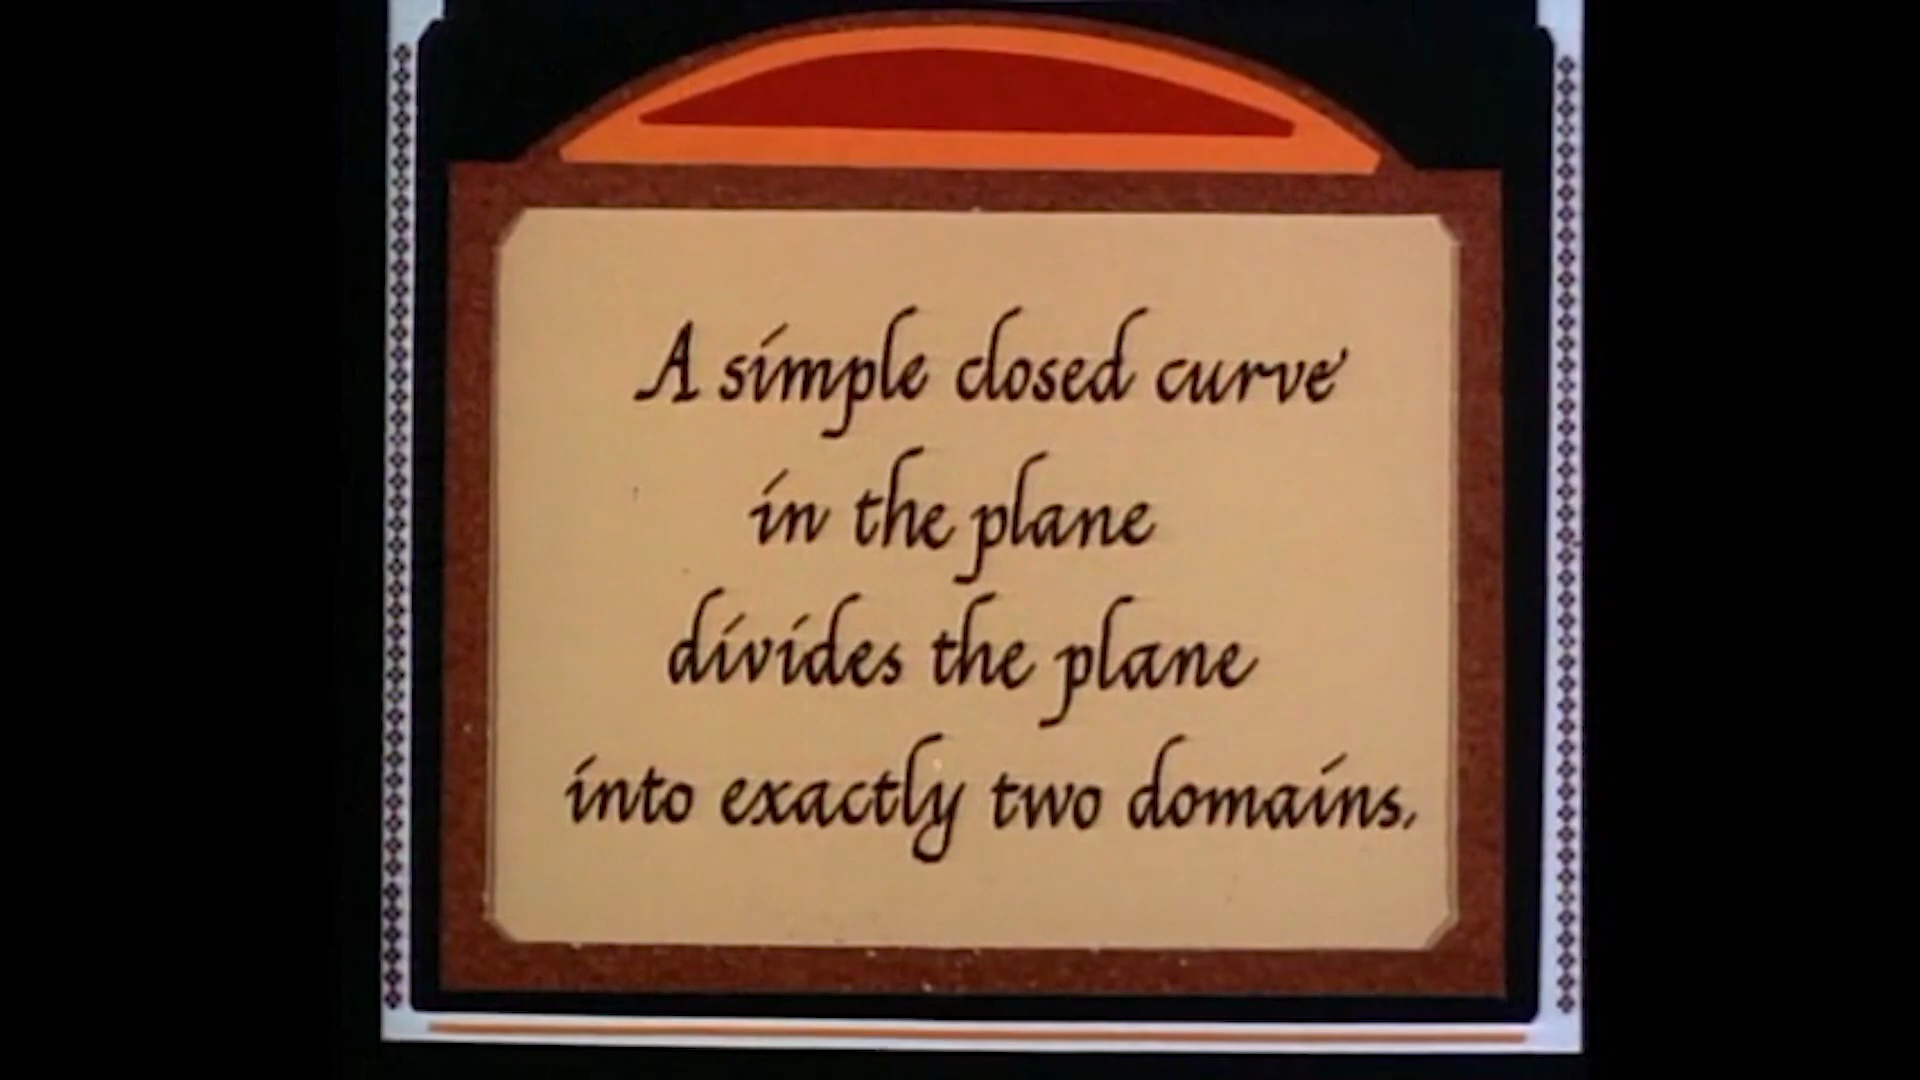 A simple closed curve
in the plane
divides the plane
into exactly two domains.